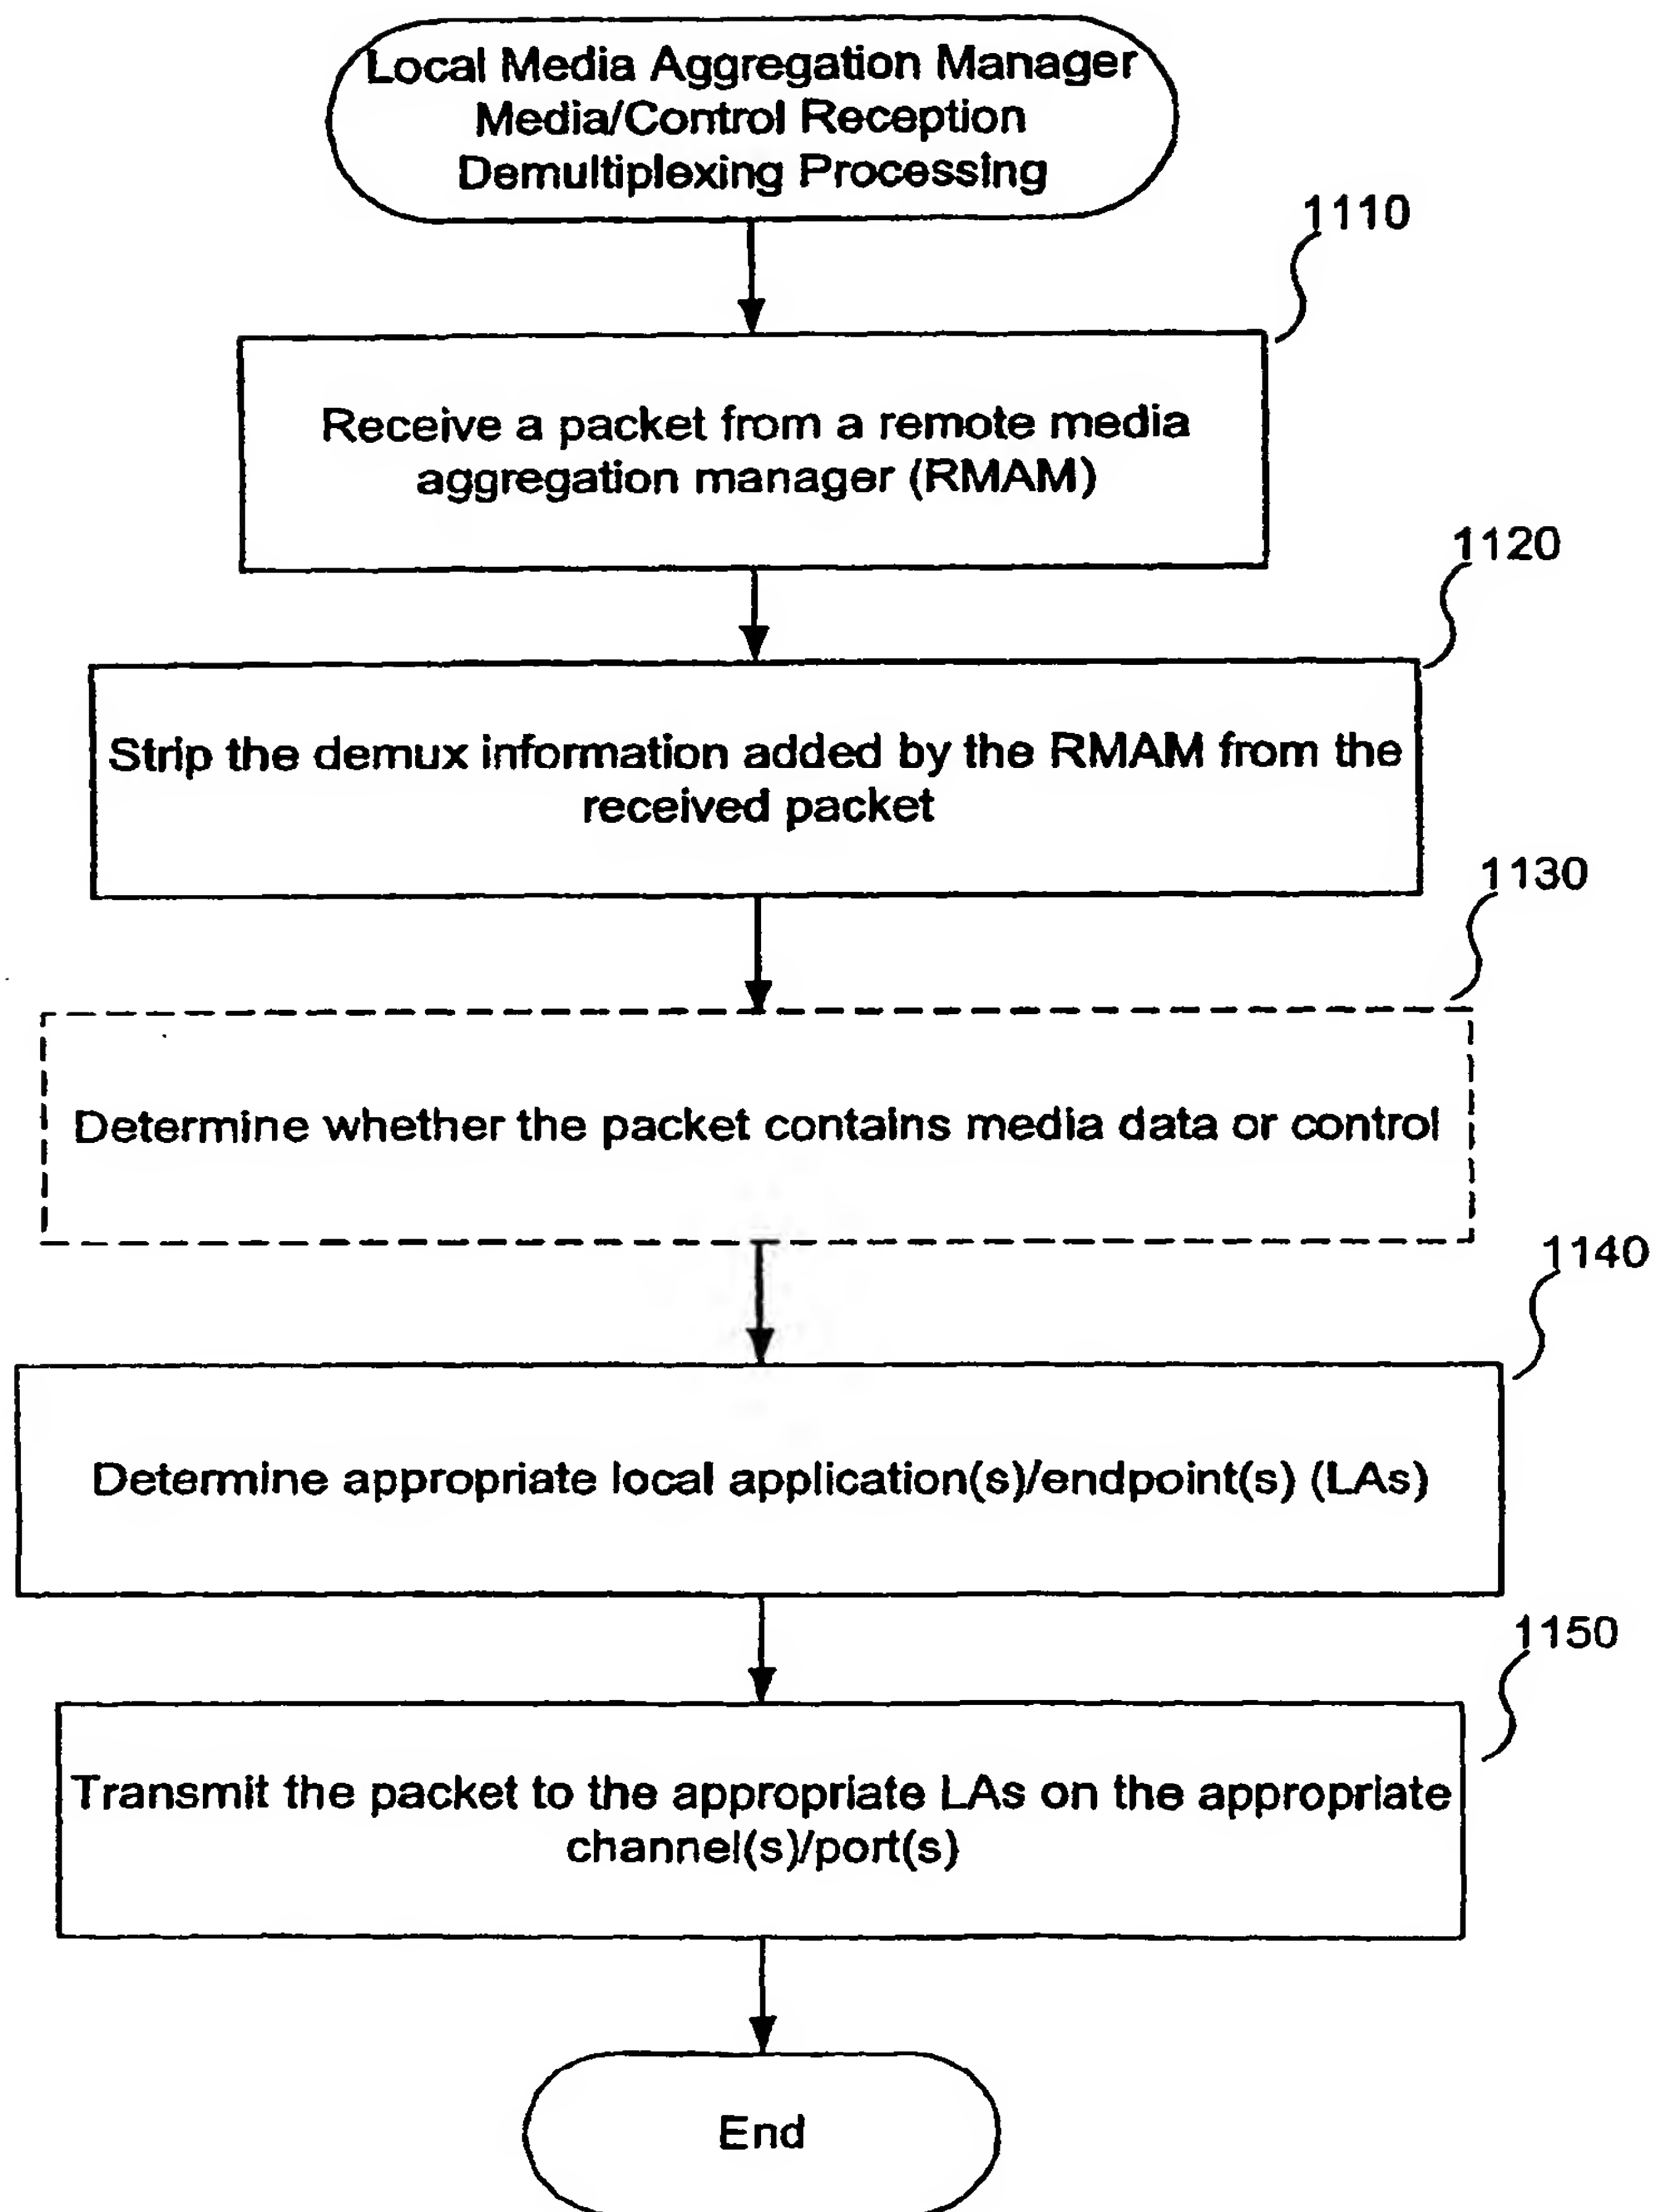 Local Media Aggregation Manager
Media/Control Reception
Demultiplexing Processing
1110
Receive a packet from a remote media
aggregation manager (RMAM)
1120
Strip the demux information added by the RMAM from the
received packet
1130
Determine whether the packet contains media data or control
1140
Determine appropriate local application(s)/endpoint(s) (LAs)
1150
Transmit the packet to the appropriate LAs on the appropriate
channel(s)/port(s)
End